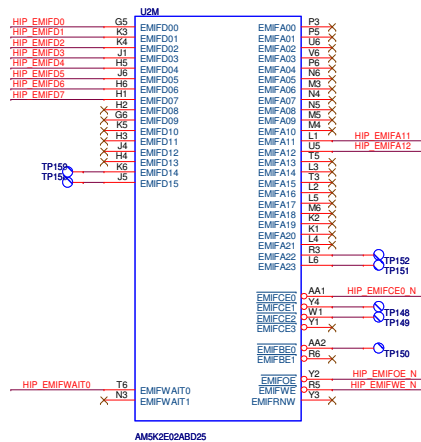 U2M
HIP_EMIFD0 G5 EMIFD00 EMIFA00 P3
HIP_EMIFD1 K3 EMIFD01 EMIFA01 P5
HIP_EMIFD2 K4 EMIFD02 EMIFA02 U6
HIP_EMIFD3 J1 EMIFD03 EMIFA03 V6
HIP_EMIFD4 H5 EMIFD04 EMIFA04 P6
HIP_EMIFD5 J6 EMIFD05 EMIFA05 N6
HIP_EMIFD6 H6 EMIFD06 EMIFA06 M3
HIP_EMIFD7 H1 EMIFD07 EMIFA07 N4
H2 EMIFD08 EMIFA08 N5
G6 EMIFD09 EMIFA09 M5
K5 EMIFD10 EMIFA10 M4
H3 EMIFD11 EMIFA11 L1 HIP_EMIFA11
J4 EMIFD12 EMIFA12 U5 HIP_EMIFA12
H4 EMIFD13 EMIFA13 T5
K6 EMIFD14 EMIFA14 L3
J5 EMIFD15 EMIFA15 T3
EMIFA16 L2
EMIFA17 L5
EMIFA18 M6
EMIFA19 K2
EMIFA20 K1
EMIFA21 L4
EMIFA22 R3 TP152
EMIFA23 L6 TP151
EMIFCE0 AA1 HIP_EMIFCE0_N
EMIFCE1 Y4 TP148
EMIFCE2 W1 TP149
EMIFCE3 Y1
EMIFBE0 AA2 TP150
EMIFBE1 R6
EMIFOE Y2 HIP_EMIFOE_N
HIP_EMIFWAIT0 T6 EMIFWAIT0 EMIFWE R5 HIP_EMIFWE_N
N3 EMIFWAIT1 EMIFRNW Y3
AM5K2E02ABD25